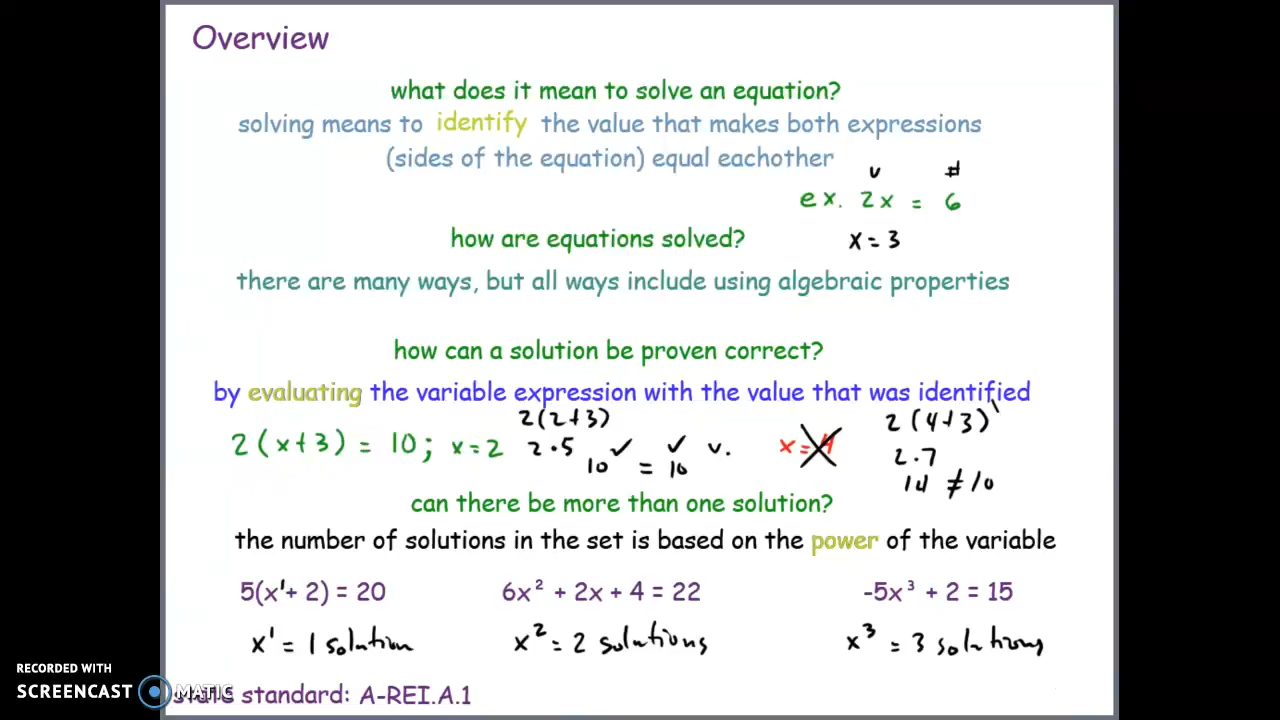 Overview
what does it mean to solve an equation?
solving means to identify the value that makes both expressions
(sides of the equation) equal eachother
v #
ex. 2x = 6
how are equations solved?
x = 3
there are many ways, but all ways include using algebraic properties
how can a solution be proven correct?
by evaluating the variable expression with the value that was identified
2(2+3)
2(x+3) = 10; x=2
2·5 ✓ ✓ v.
10 = 10
x=4
2(4+3)
2·7
14 ≠ 10
can there be more than one solution?
the number of solutions in the set is based on the power of the variable
5(x¹+ 2) = 20
6x² + 2x + 4 = 22
-5x³ + 2 = 15
x¹ = 1 solution
x² = 2 solutions
x³ = 3 solutions
RECORDED WITH
SCREENCAST MATIC
state standard: A-REI.A.1